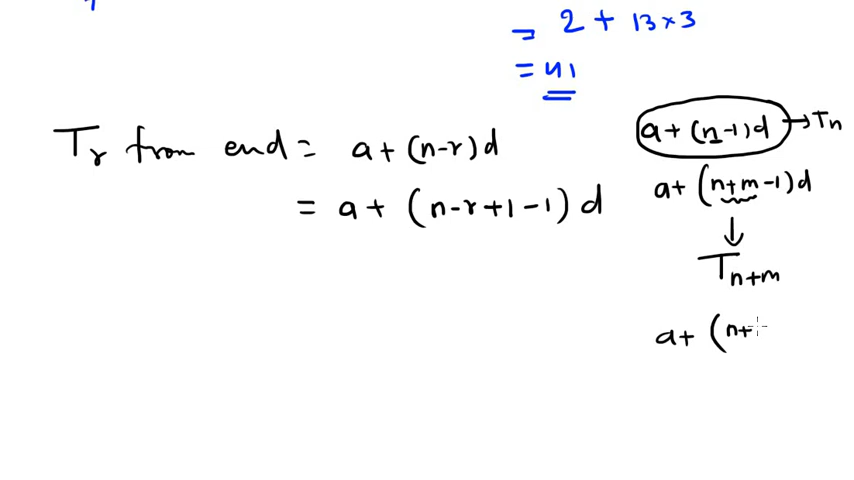 = 2 + 13×3
= 41
a + (n-1)d → Tn
Tr from end = a + (n-r)d
a + (n+m-1)d
= a + (n-r+1-1)d
↓
Tn+m
a + (n+